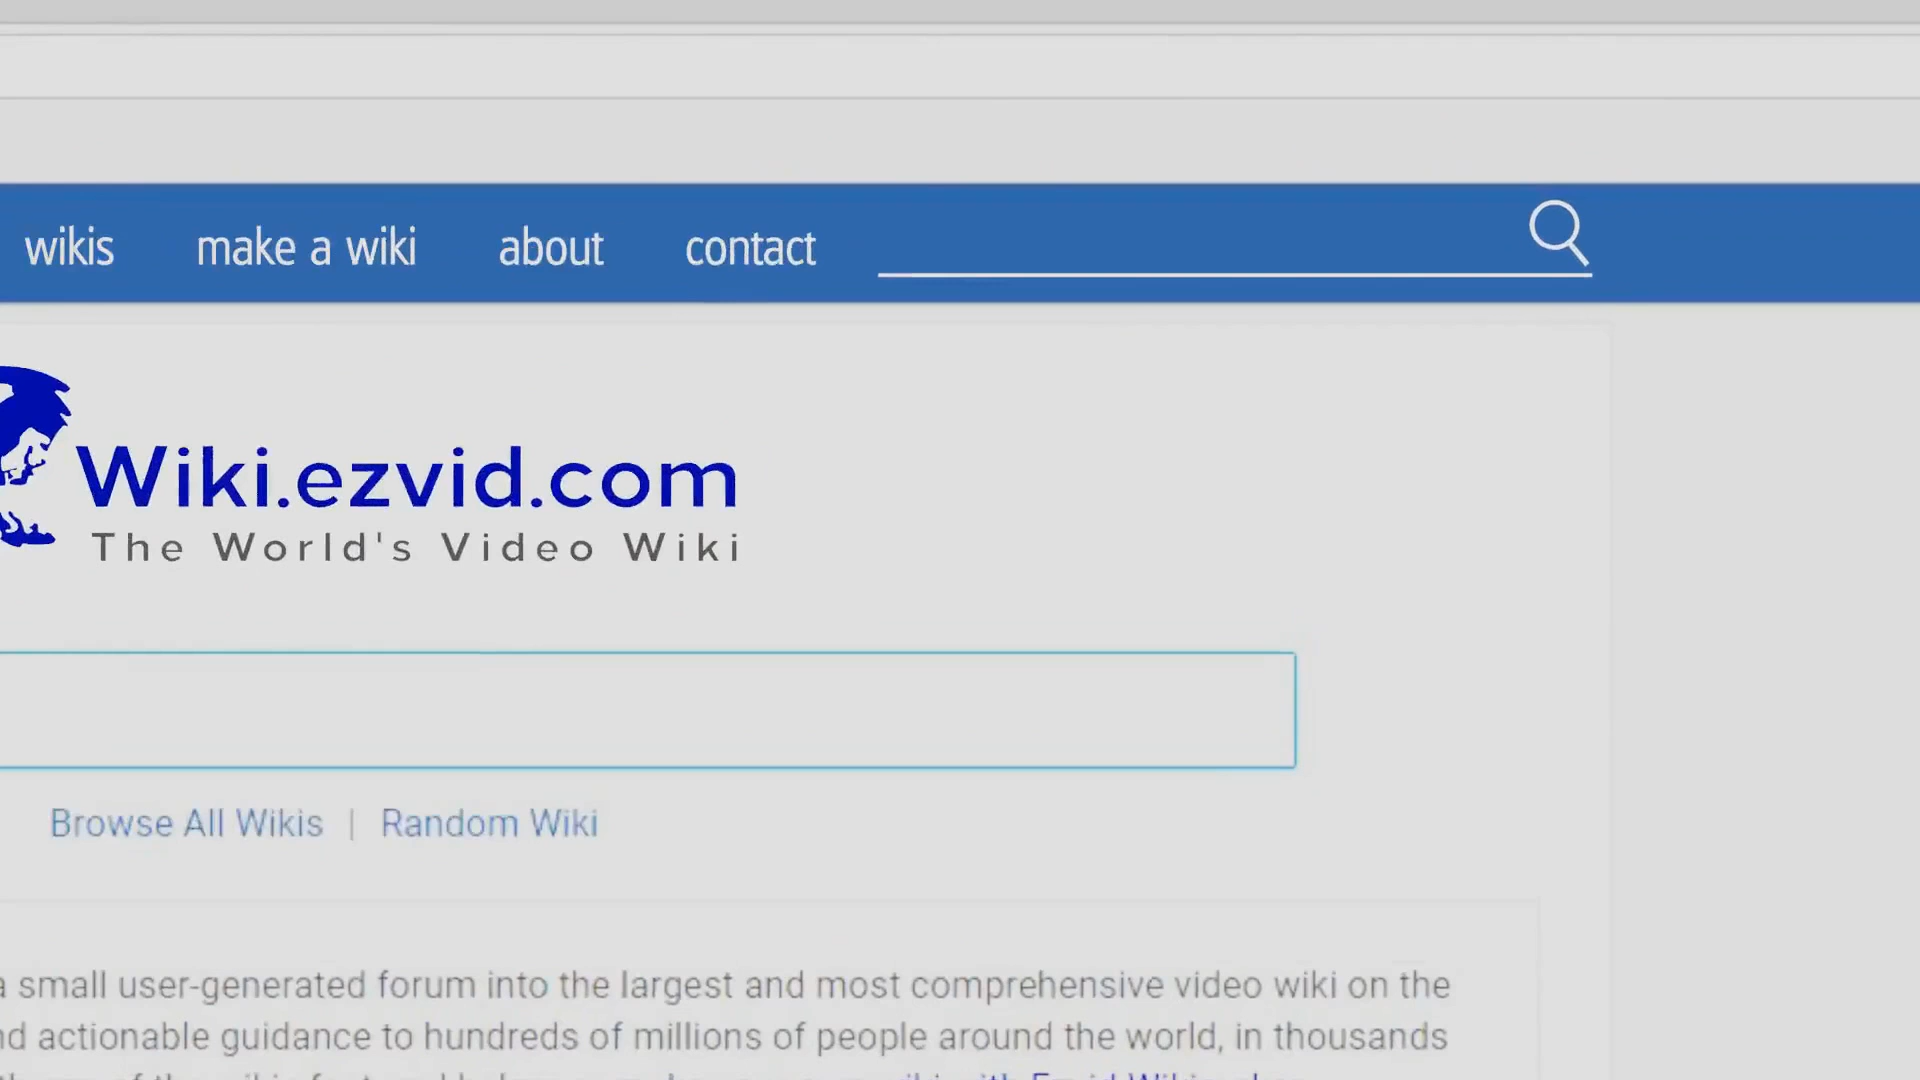 wikis make a wiki about contact
Wiki.ezvid.com
The World's Video Wiki
Browse All Wikis | Random Wiki
a small user-generated forum into the largest and most comprehensive video wiki on the
nd actionable guidance to hundreds of millions of people around the world, in thousands